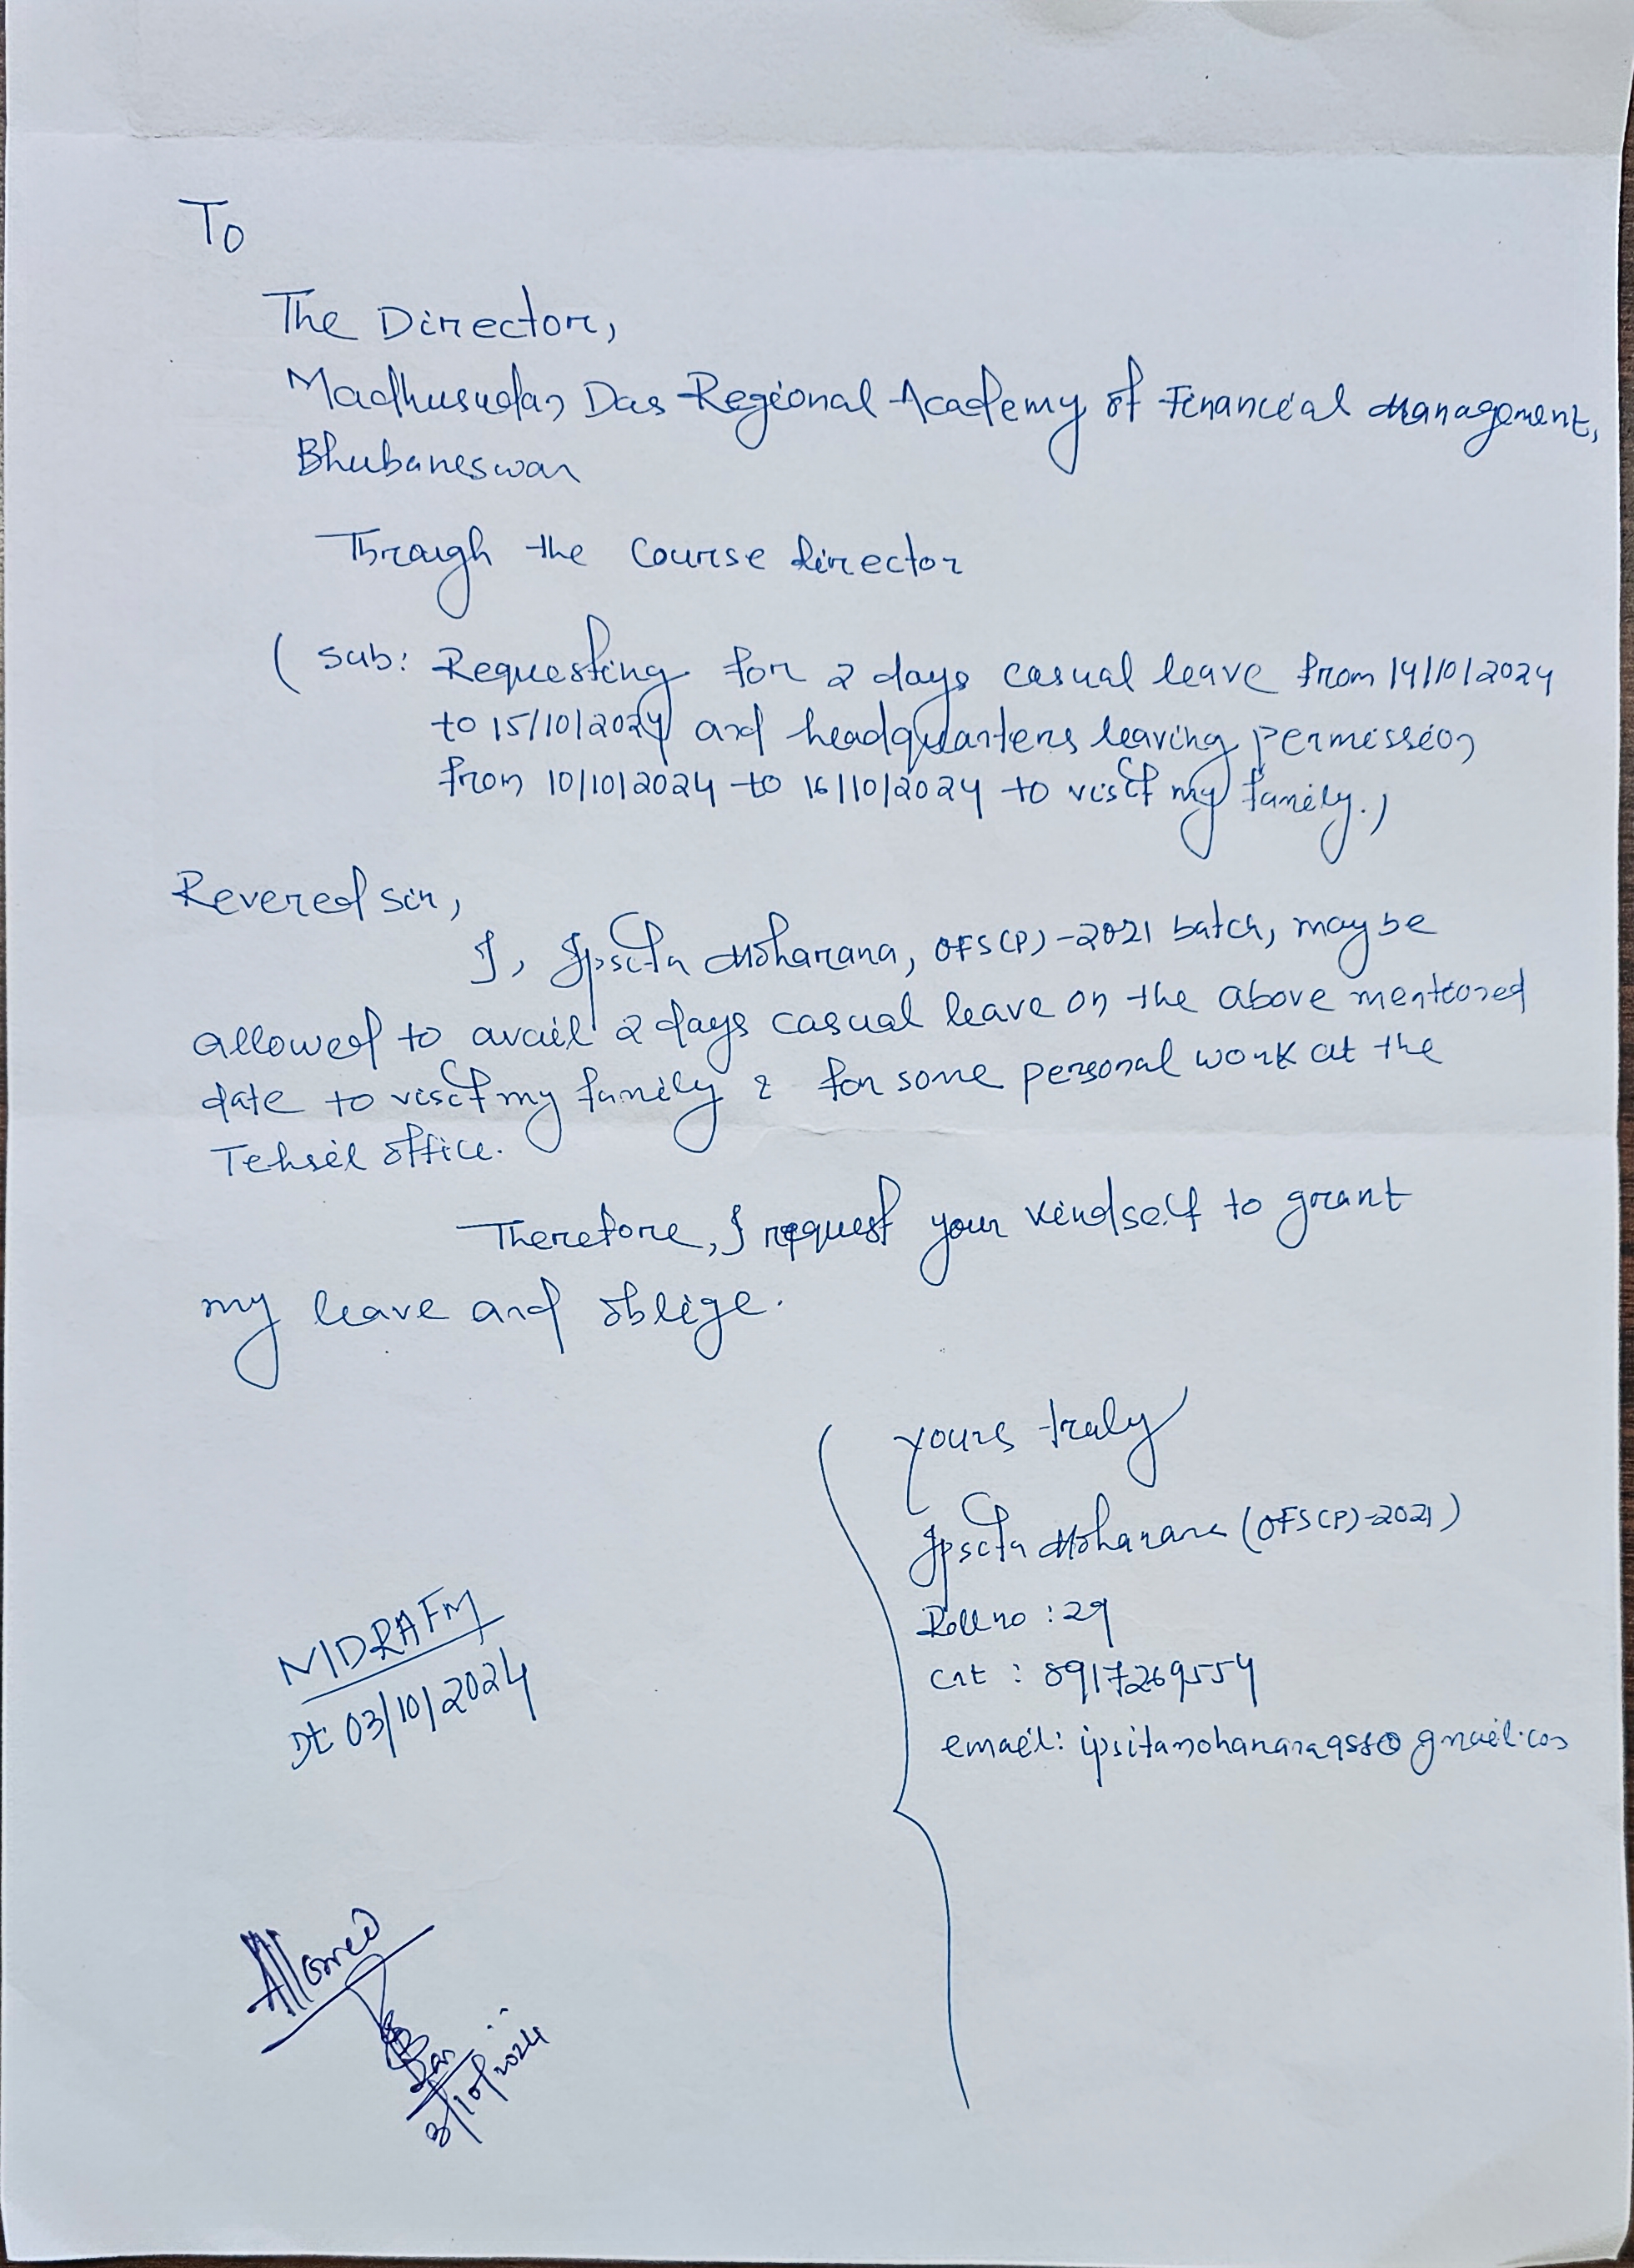 To
The Director,
Madhusudan Das Regional Academy of Financial Management,
Bhubaneswar
Through the Course Director
( Sub: Requesting for 2 days casual leave from 14/10/2024
to 15/10/2024 and headquarters leaving permission
from 10/10/2024 to 16/10/2024 to visit my family.)
Revered sir,
I, Ipsita Moharana, OFS(P)-2021 batch, may be
allowed to avail 2 days casual leave on the above mentioned
date to visit my family & for some personal work at the
Tehsil office.
Therefore, I request your kindself to grant
my leave and oblige.
Yours truly
Ipsita Moharana (OFS(P)-2021)
Roll no : 29
Cnt : 8917269554
email:
MDRAFM
Dt: 03/10/2024
Allowed
3/10/2024